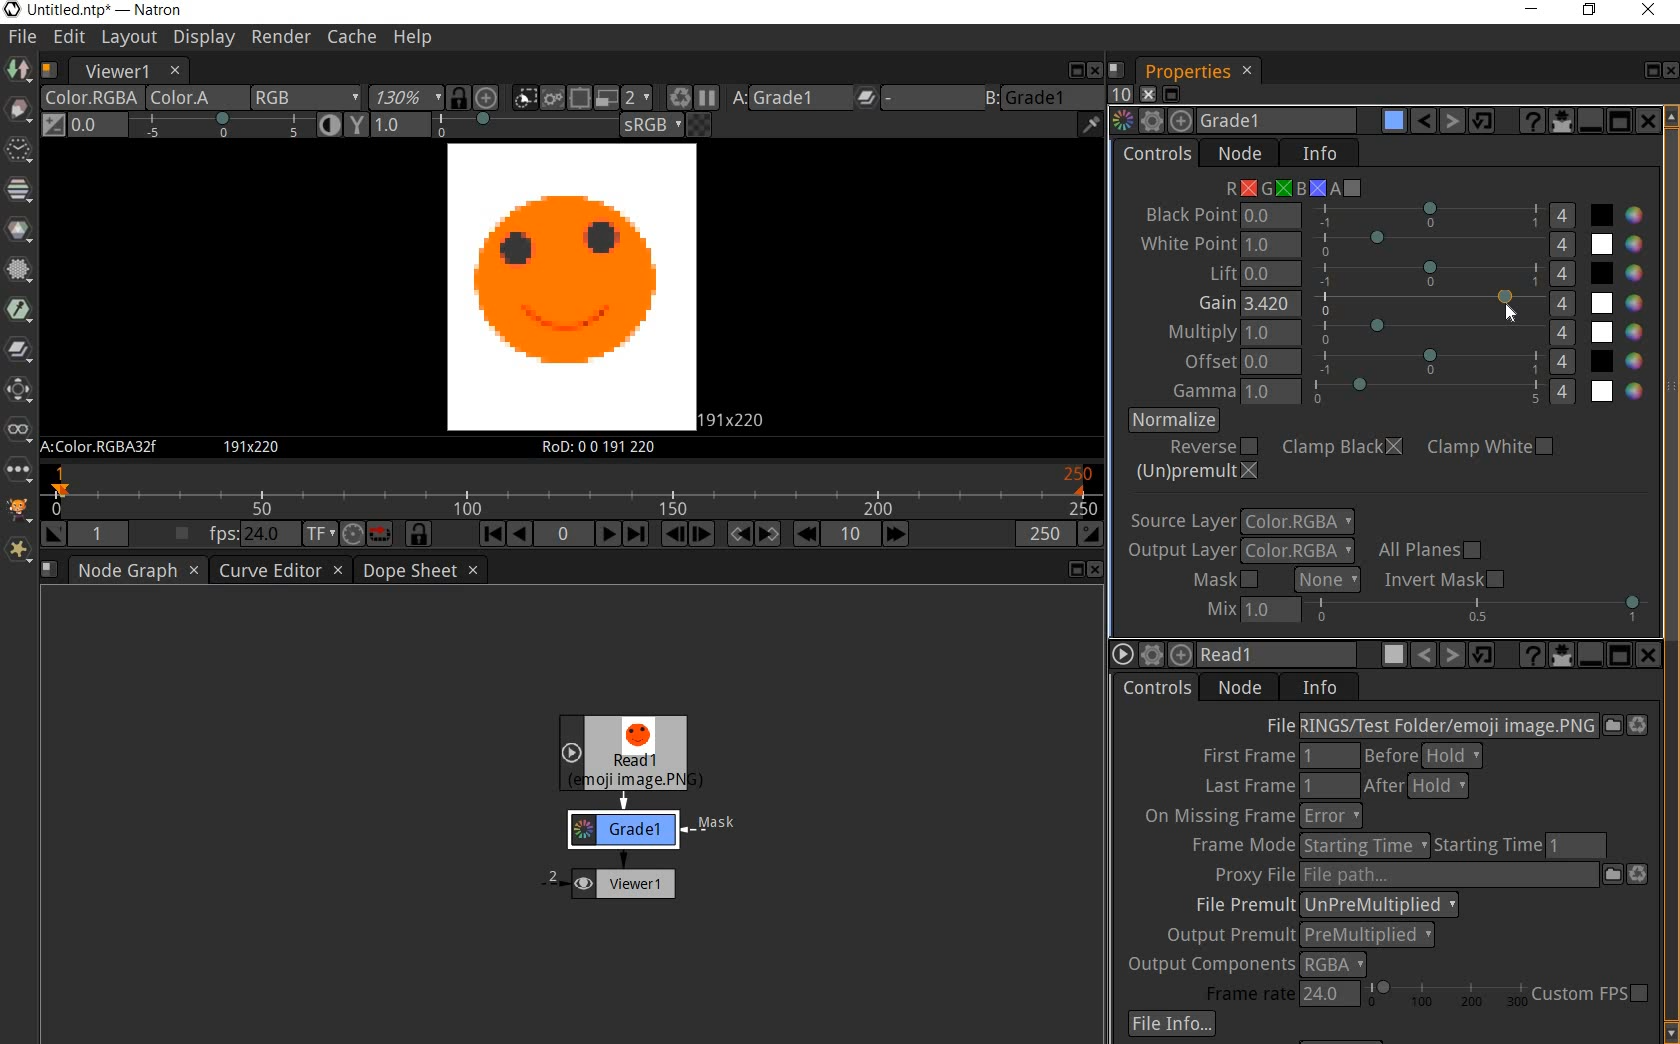 Untitled.ntp* — Natron
File Edit Layout Display Render Cache Help
Viewer1
Color.RGBA Color.A RGB 130% 2 A: Grade1 - B: Grade1
0.0 -5 0 5 Y 1.0 0 sRGB
191x220
A:Color.RGBA32f 191x220 RoD: 0 0 191 220
1 250
0 50 100 150 200 250
1 fps: 24.0 TF 0 10 250
Node Graph Curve Editor Dope Sheet
Read1
(emoji image.PNG)
Grade1 Mask
2 Viewer1
Properties
10
Grade1
Controls Node Info
R G B A
Black Point 0.0 -1 0 1 4
White Point 1.0 0 4
Lift 0.0 -1 0 1 4
Gain 3.420 0 4
Multiply 1.0 0 4
Offset 0.0 -1 0 1 4
Gamma 1.0 0 5 4
Normalize
Reverse Clamp Black Clamp White
(Un)premult
Source Layer Color.RGBA
Output Layer Color.RGBA All Planes
Mask None Invert Mask
Mix 1.0 0 0.5 1
Read1
Controls Node Info
File RINGS/Test Folder/emoji image.PNG
First Frame 1 Before Hold
Last Frame 1 After Hold
On Missing Frame Error
Frame Mode Starting Time Starting Time 1
Proxy File File path...
File Premult UnPreMultiplied
Output Premult PreMultiplied
Output Components RGBA
Frame rate 24.0 0 100 200 300 Custom FPS
File Info...